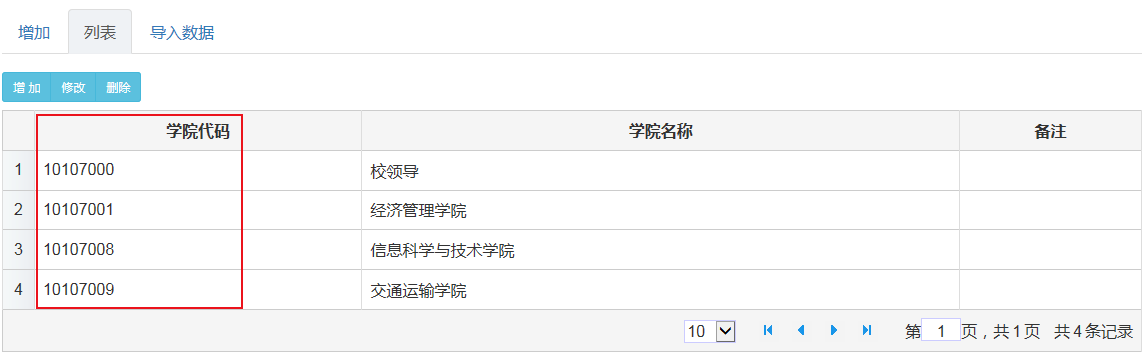 增加 列表 导入数据
增 加 修改 删除
学院代码 学院名称 备注
1 10107000 校领导
2 10107001 经济管理学院
3 10107008 信息科学与技术学院
4 10107009 交通运输学院
10 第 1 页，共1页 共4条记录